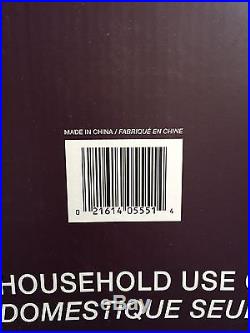 MADE IN CHINA / FABRIQUÉ EN CHINE
0 21614 05551 4
HOUSEHOLD USE
DOMESTIQUE SEU